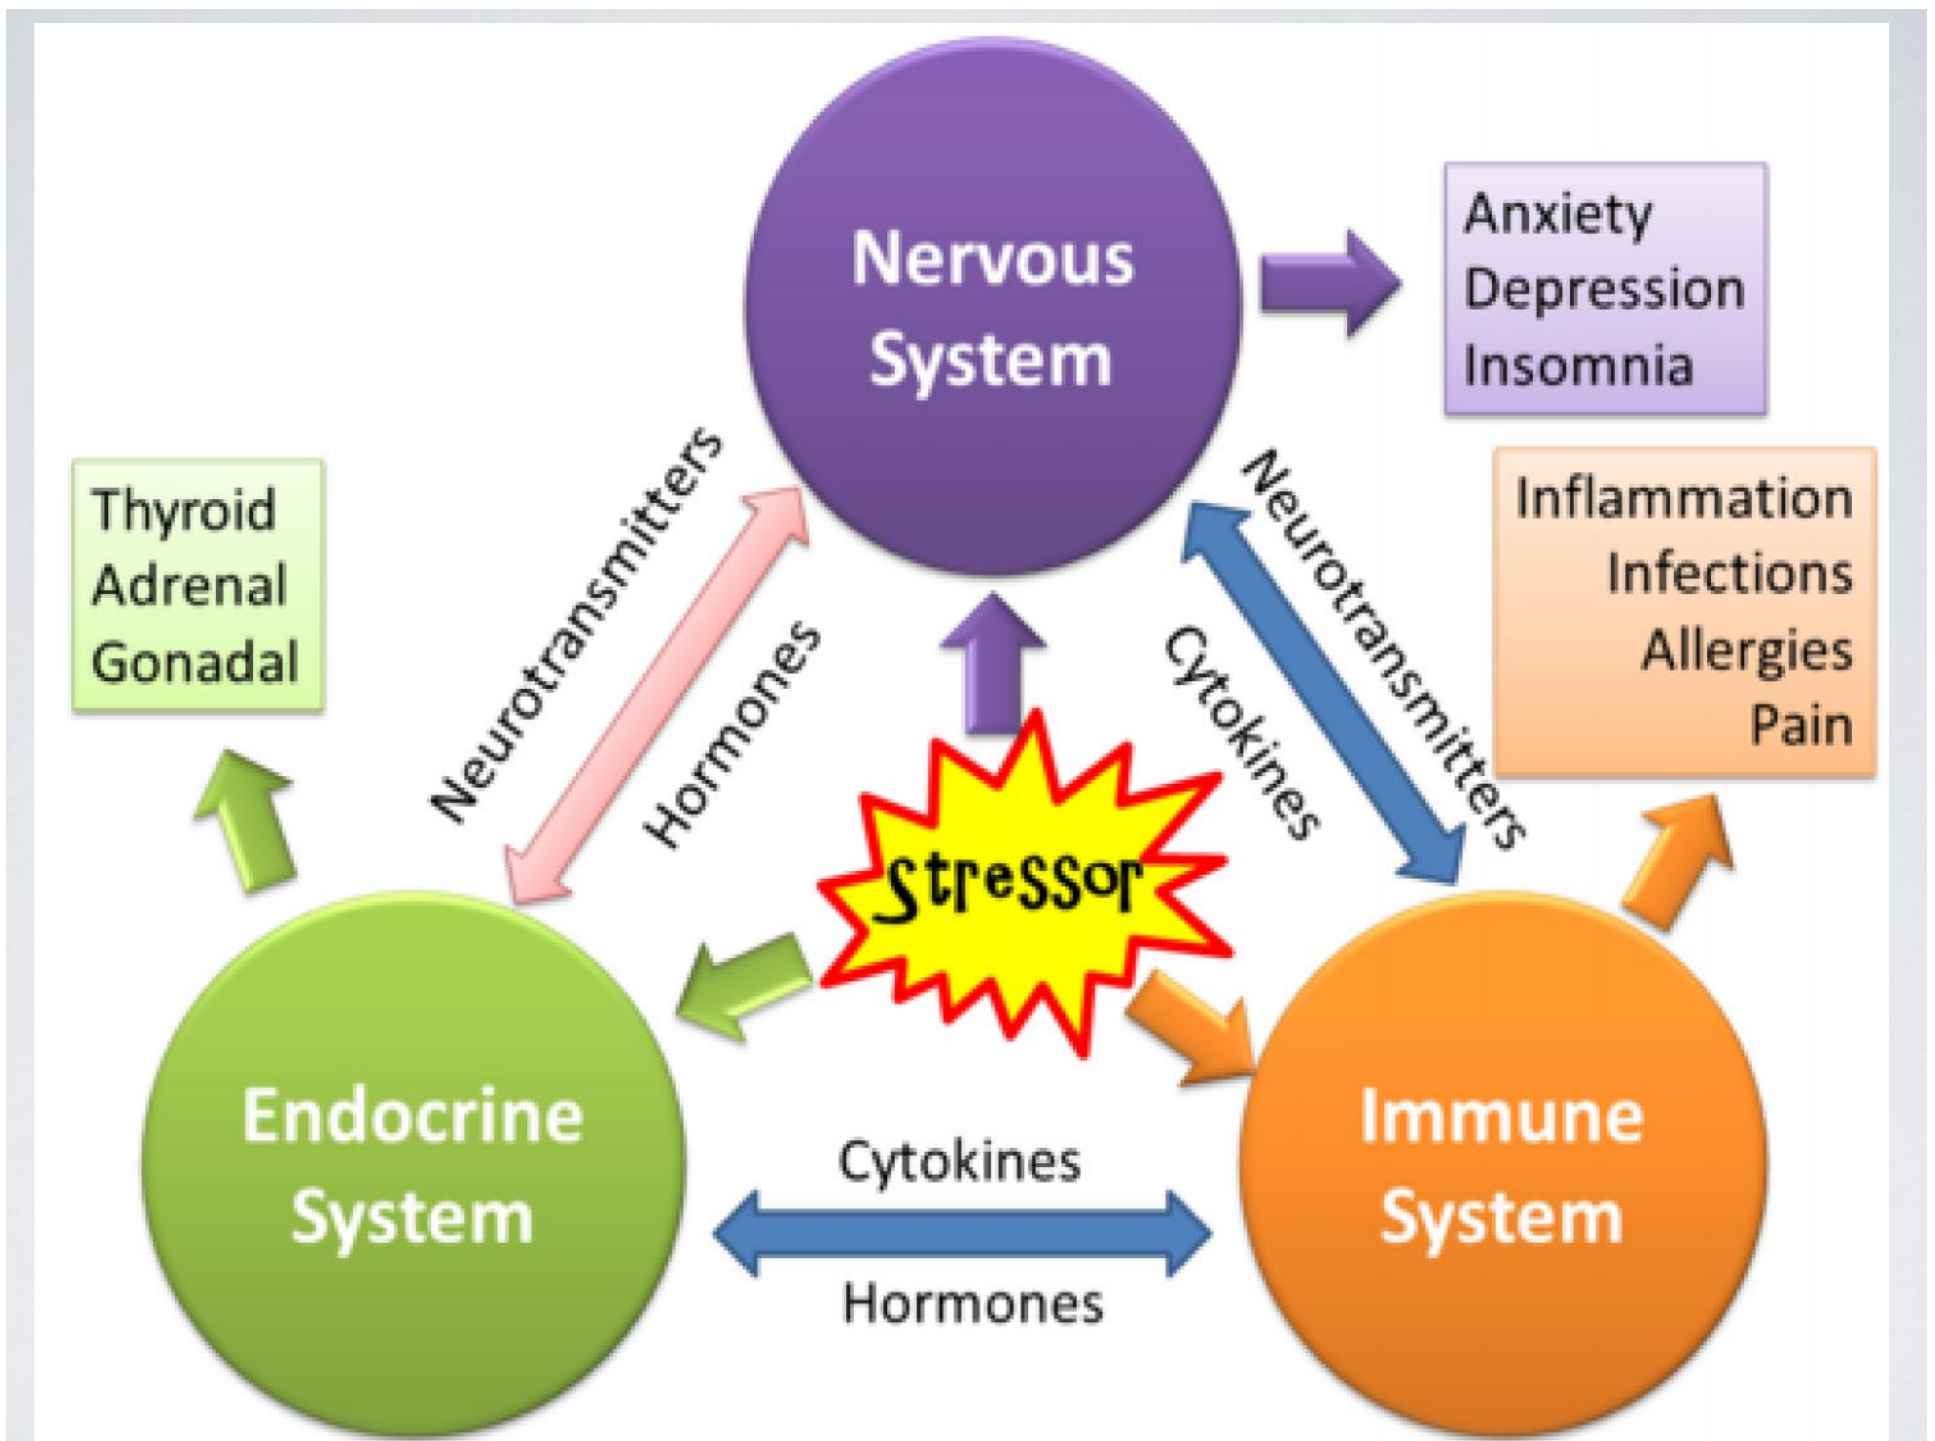 Nervous
System
Anxiety
Depression
Insomnia
Neurotransmitters
Hormones
Neurotransmitters
Cytokines
Thyroid
Adrenal
Gonadal
Inflammation
Infections
Allergies
Pain
Stressor
Endocrine
System
Cytokines
Hormones
Immune
System